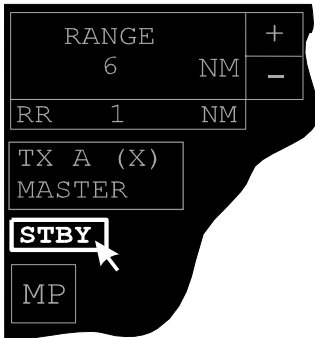 RANGE +
6 NM −
RR 1 NM
TX A (X)
MASTER
STBY
MP